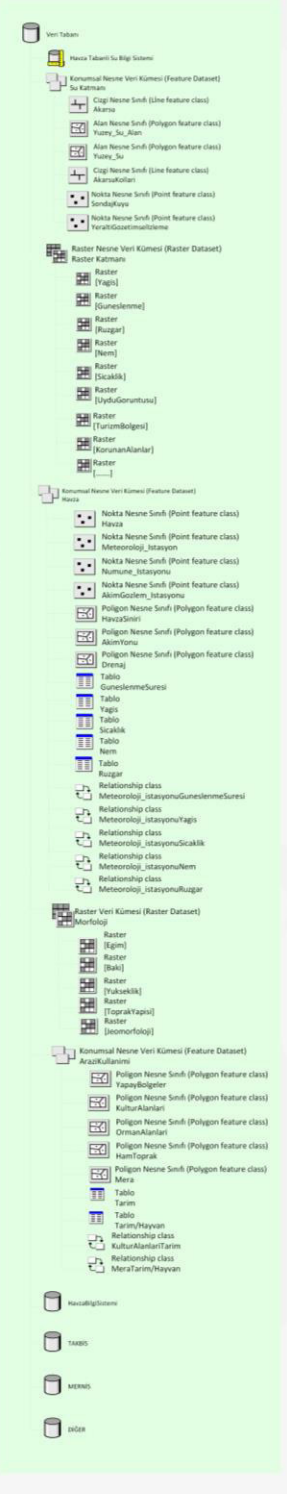 Veri Tabanı
Havza Tabanlı Su Bilgi Sistemi
Konumsal Nesne Veri Kümesi (Feature Dataset)
Su Katmanı
Cizgi Nesne Sınıfı (Line feature class)
Akarsu
Alan Nesne Sınıfı (Polygon feature class)
Yuzey_Su_Alan
Alan Nesne Sınıfı (Polygon feature class)
Yuzey_Su
Cizgi Nesne Sınıfı (Line feature class)
AkarsuKollari
Nokta Nesne Sınıfı (Point feature class)
SondajKuyu
Nokta Nesne Sınıfı (Point feature class)
YeraltiGozetimselizleme
Raster Nesne Veri Kümesi (Raster Dataset)
Raster Katmanı
Raster
[Yagis]
Raster
[Guneslenme]
Raster
[Ruzgar]
Raster
[Nem]
Raster
[Sicaklik]
Raster
[UyduGoruntusu]
Raster
[TurizmBolgesi]
Raster
[KorunanAlanlar]
Raster
[......]
Konumsal Nesne Veri Kümesi (Feature Dataset)
Havza
Nokta Nesne Sınıfı (Point feature class)
Havza
Nokta Nesne Sınıfı (Point feature class)
Meteoroloji_Istasyon
Nokta Nesne Sınıfı (Point feature class)
Numune_Istasyonu
Nokta Nesne Sınıfı (Point feature class)
AkimGozlem_Istasyonu
Poligon Nesne Sınıfı (Polygon feature class)
HavzaSiniri
Poligon Nesne Sınıfı (Polygon feature class)
AkimYonu
Poligon Nesne Sınıfı (Polygon feature class)
Drenaj
Tablo
GuneslenmeSuresi
Tablo
Yagis
Tablo
Sicaklik
Tablo
Nem
Tablo
Ruzgar
Relationship class
Meteoroloji_istasyonuGuneslenmeSuresi
Relationship class
Meteoroloji_istasyonuYagis
Relationship class
Meteoroloji_istasyonuSicaklik
Relationship class
Meteoroloji_istasyonuNem
Relationship class
Meteoroloji_istasyonuRuzgar
Raster Veri Kümesi (Raster Dataset)
Morfoloji
Raster
[Egim]
Raster
[Baki]
Raster
[Yukseklik]
Raster
[ToprakYapisi]
Raster
[Jeomorfoloji]
Konumsal Nesne Veri Kümesi (Feature Dataset)
AraziKullanimi
Poligon Nesne Sınıfı (Polygon feature class)
YapayBolgeler
Poligon Nesne Sınıfı (Polygon feature class)
KulturAlanlari
Poligon Nesne Sınıfı (Polygon feature class)
OrmanAlanlari
Poligon Nesne Sınıfı (Polygon feature class)
HamToprak
Poligon Nesne Sınıfı (Polygon feature class)
Mera
Tablo
Tarim
Tablo
Tarim/Hayvan
Relationship class
KulturAlanlariTarim
Relationship class
MeraTarim/Hayvan
HavzaBilgiSistemi
TAKBİS
MERNİS
DİĞER